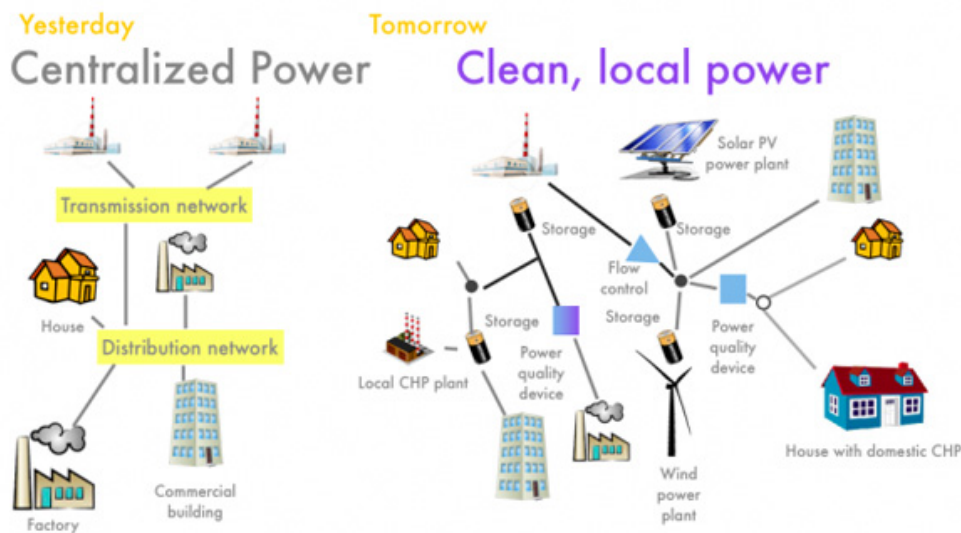 Yesterday
Centralized Power
Transmission network
House
Distribution network
Factory
Commercial
building
Tomorrow
Clean, local power
Solar PV
power plant
Storage
Storage
Flow
control
Storage
Storage
Power
quality
device
Power
quality
device
Local CHP plant
House with domestic CHP
Wind
power
plant